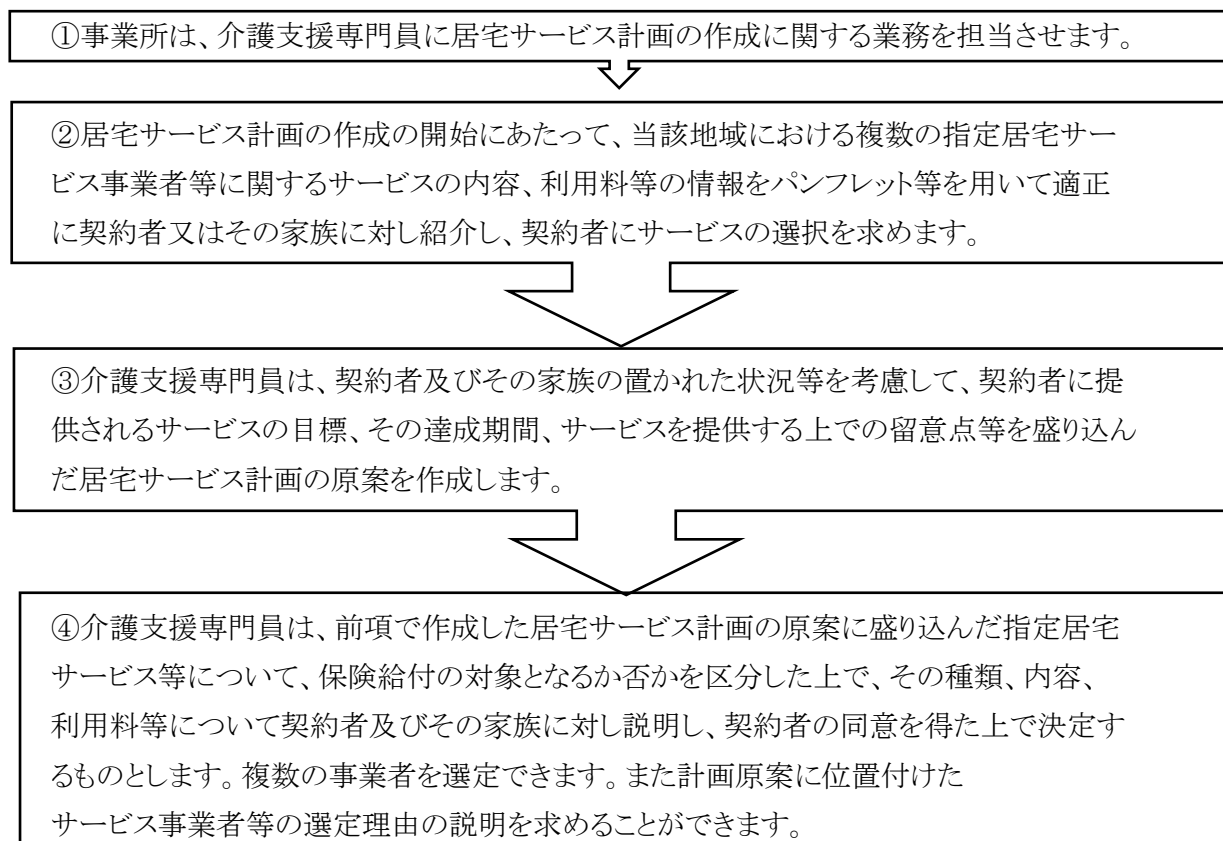 ①事業所は、介護支援専門員に居宅サービス計画の作成に関する業務を担当させます。
②居宅サービス計画の作成の開始にあたって、当該地域における複数の指定居宅サー
ビス事業者等に関するサービスの内容、利用料等の情報をパンフレット等を用いて適正
に契約者又はその家族に対し紹介し、契約者にサービスの選択を求めます。
③介護支援専門員は、契約者及びその家族の置かれた状況等を考慮して、契約者に提
供されるサービスの目標、その達成期間、サービスを提供する上での留意点等を盛り込ん
だ居宅サービス計画の原案を作成します。
④介護支援専門員は、前項で作成した居宅サービス計画の原案に盛り込んだ指定居宅
サービス等について、保険給付の対象となるか否かを区分した上で、その種類、内容、
利用料等について契約者及びその家族に対し説明し、契約者の同意を得た上で決定す
るものとします。複数の事業者を選定できます。また計画原案に位置付けた
サービス事業者等の選定理由の説明を求めることができます。